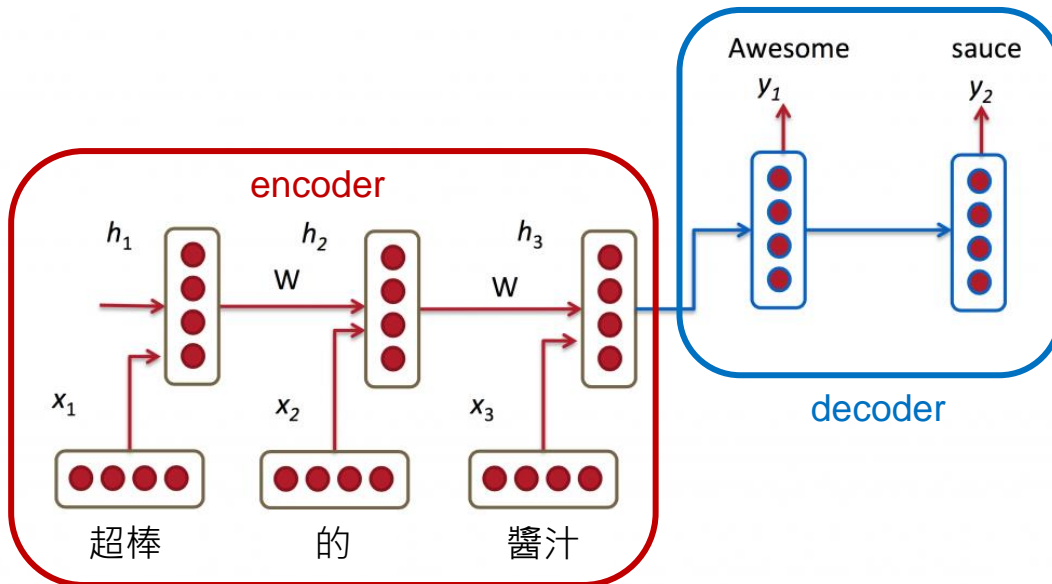 Awesome sauce
y1 y2
encoder
h1 h2 h3
W W
x1 x2 x3
decoder
超棒 的 醬汁